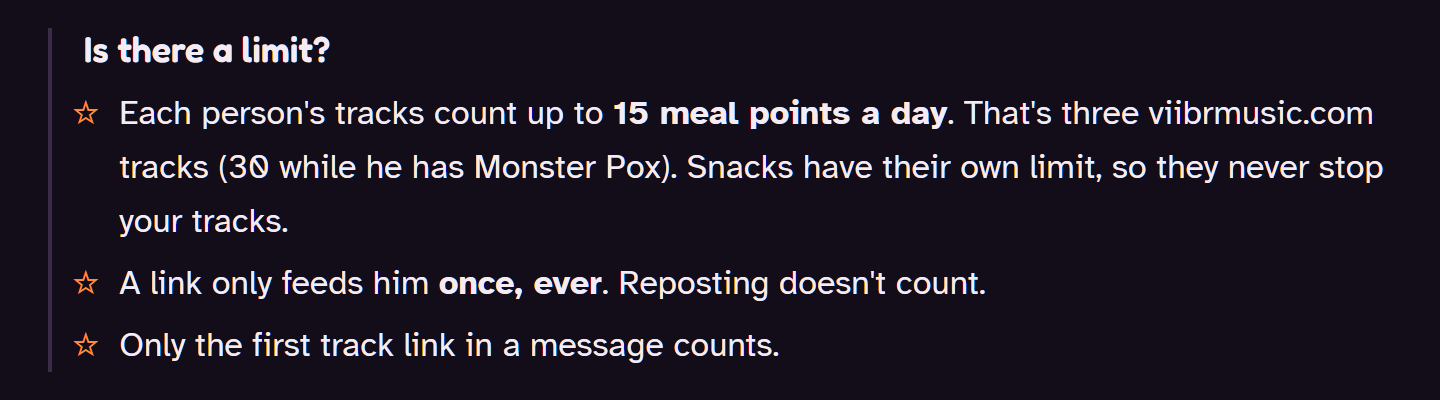 Is there a limit?
Each person's tracks count up to 15 meal points a day. That's three viibrmusic.com
tracks (30 while he has Monster Pox). Snacks have their own limit, so they never stop
your tracks.
A link only feeds him once, ever. Reposting doesn't count.
Only the first track link in a message counts.